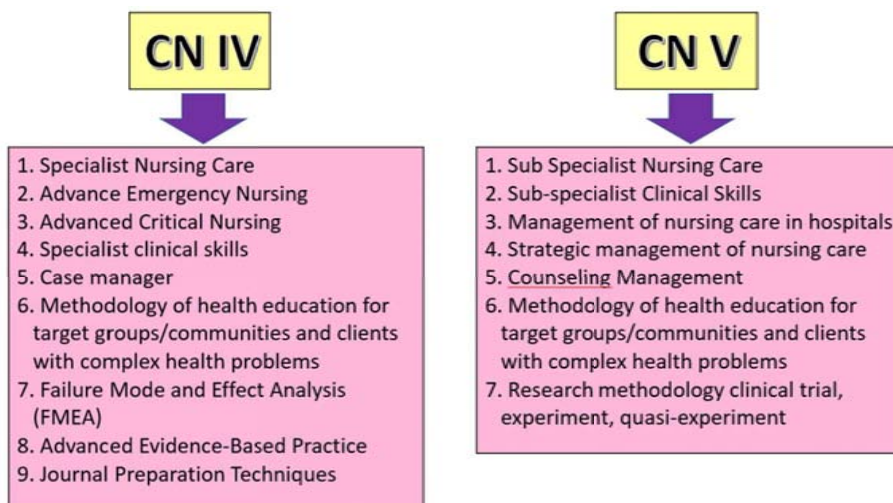 CN IV
1. Specialist Nursing Care
2. Advance Emergency Nursing
3. Advanced Critical Nursing
4. Specialist clinical skills
5. Case manager
6. Methodology of health education for
target groups/communities and clients
with complex health problems
7. Failure Mode and Effect Analysis
(FMEA)
8. Advanced Evidence-Based Practice
9. Journal Preparation Techniques
CN V
1. Sub Specialist Nursing Care
2. Sub-specialist Clinical Skills
3. Management of nursing care in hospitals
4. Strategic management of nursing care
5. Counseling Management
6. Methodology of health education for
target groups/communities and clients
with complex health problems
7. Research methodology clinical trial,
experiment, quasi-experiment